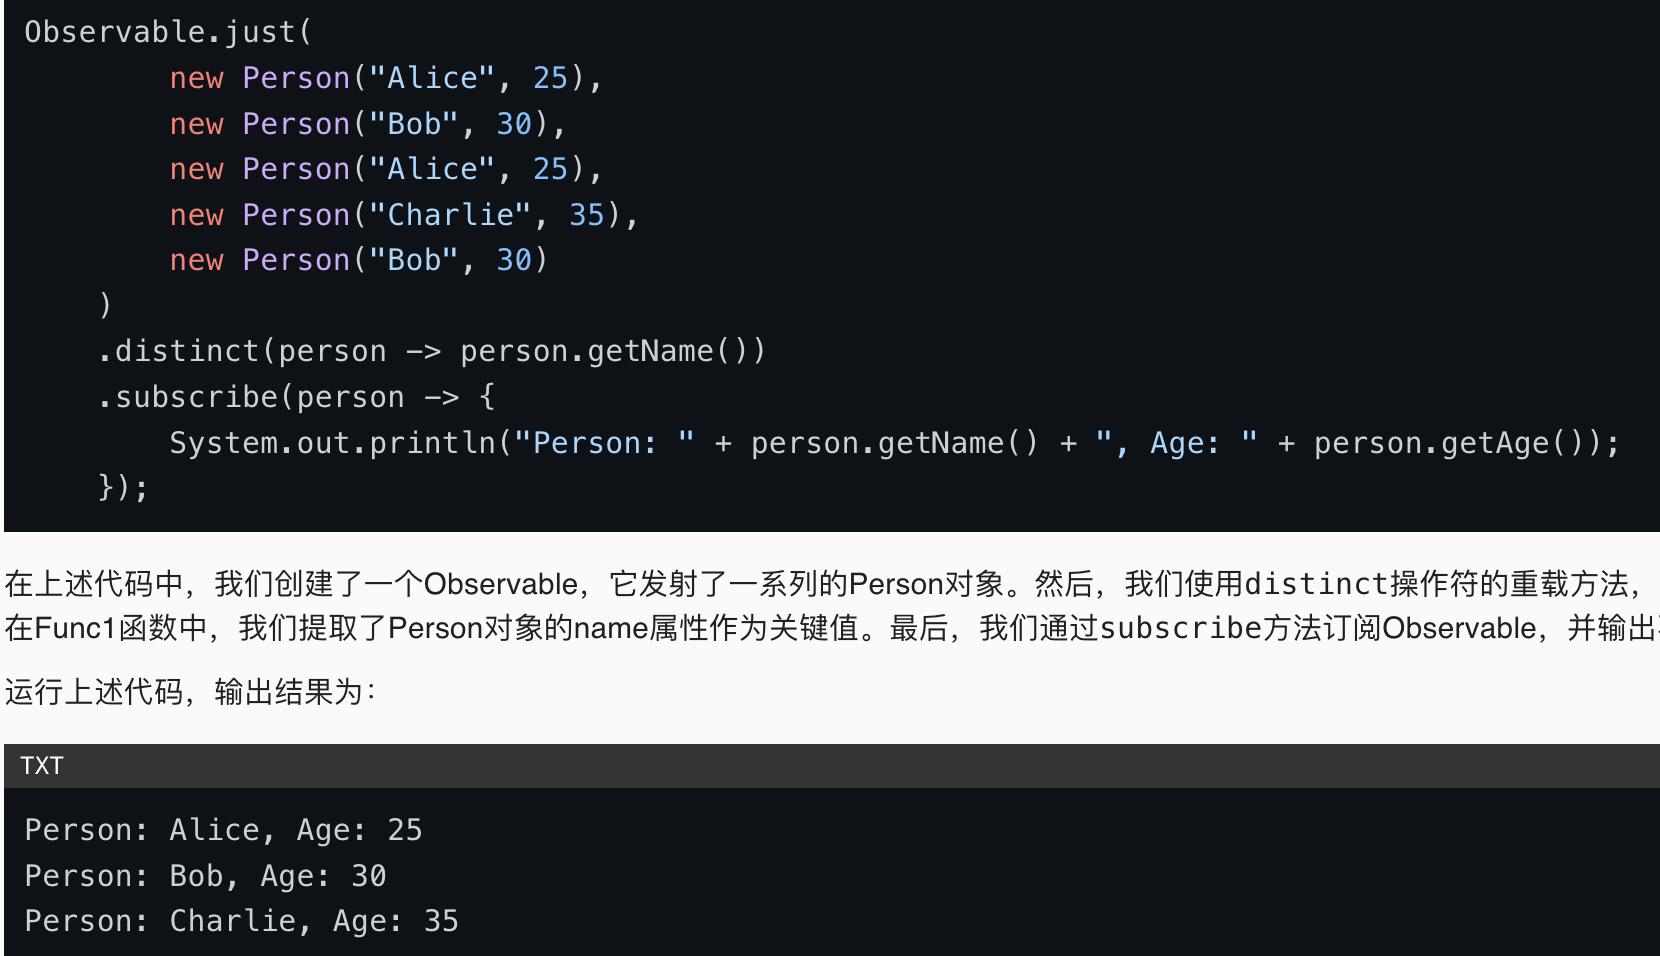 Observable.just(
        new Person("Alice", 25),
        new Person("Bob", 30),
        new Person("Alice", 25),
        new Person("Charlie", 35),
        new Person("Bob", 30)
    )
    .distinct(person -> person.getName())
    .subscribe(person -> {
        System.out.println("Person: " + person.getName() + ", Age: " + person.getAge());
    });
在上述代码中，我们创建了一个Observable，它发射了一系列的Person对象。然后，我们使用distinct操作符的重载方法，
在Func1函数中，我们提取了Person对象的name属性作为关键值。最后，我们通过subscribe方法订阅Observable，并输出
运行上述代码，输出结果为：
TXT
Person: Alice, Age: 25
Person: Bob, Age: 30
Person: Charlie, Age: 35